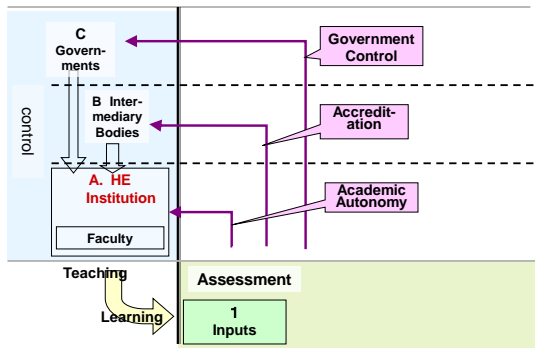 C
Govern-
ments
Government
Control
control
B Inter-
mediary
Bodies
Accredit-
ation
A. HE
Institution
Academic
Autonomy
Faculty
Teaching
Learning
Assessment
1
Inputs